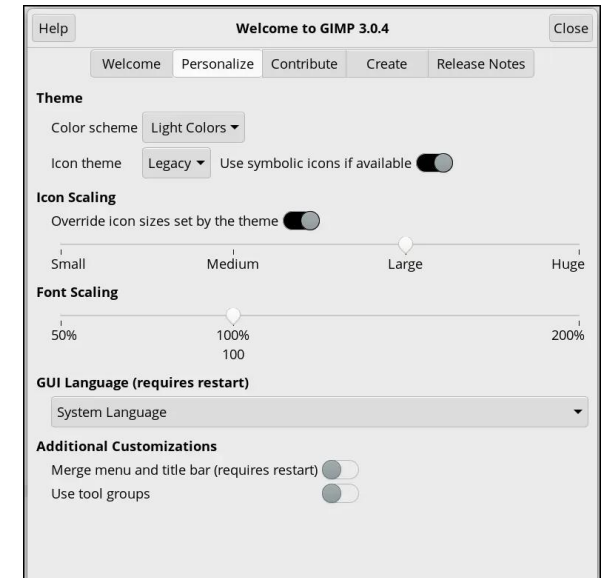 Help Welcome to GIMP 3.0.4 Close
Welcome Personalize Contribute Create Release Notes
Theme
Color scheme Light Colors
Icon theme Legacy Use symbolic icons if available
Icon Scaling
Override icon sizes set by the theme
Small Medium Large Huge
Font Scaling
50% 100% 200%
100
GUI Language (requires restart)
System Language
Additional Customizations
Merge menu and title bar (requires restart)
Use tool groups